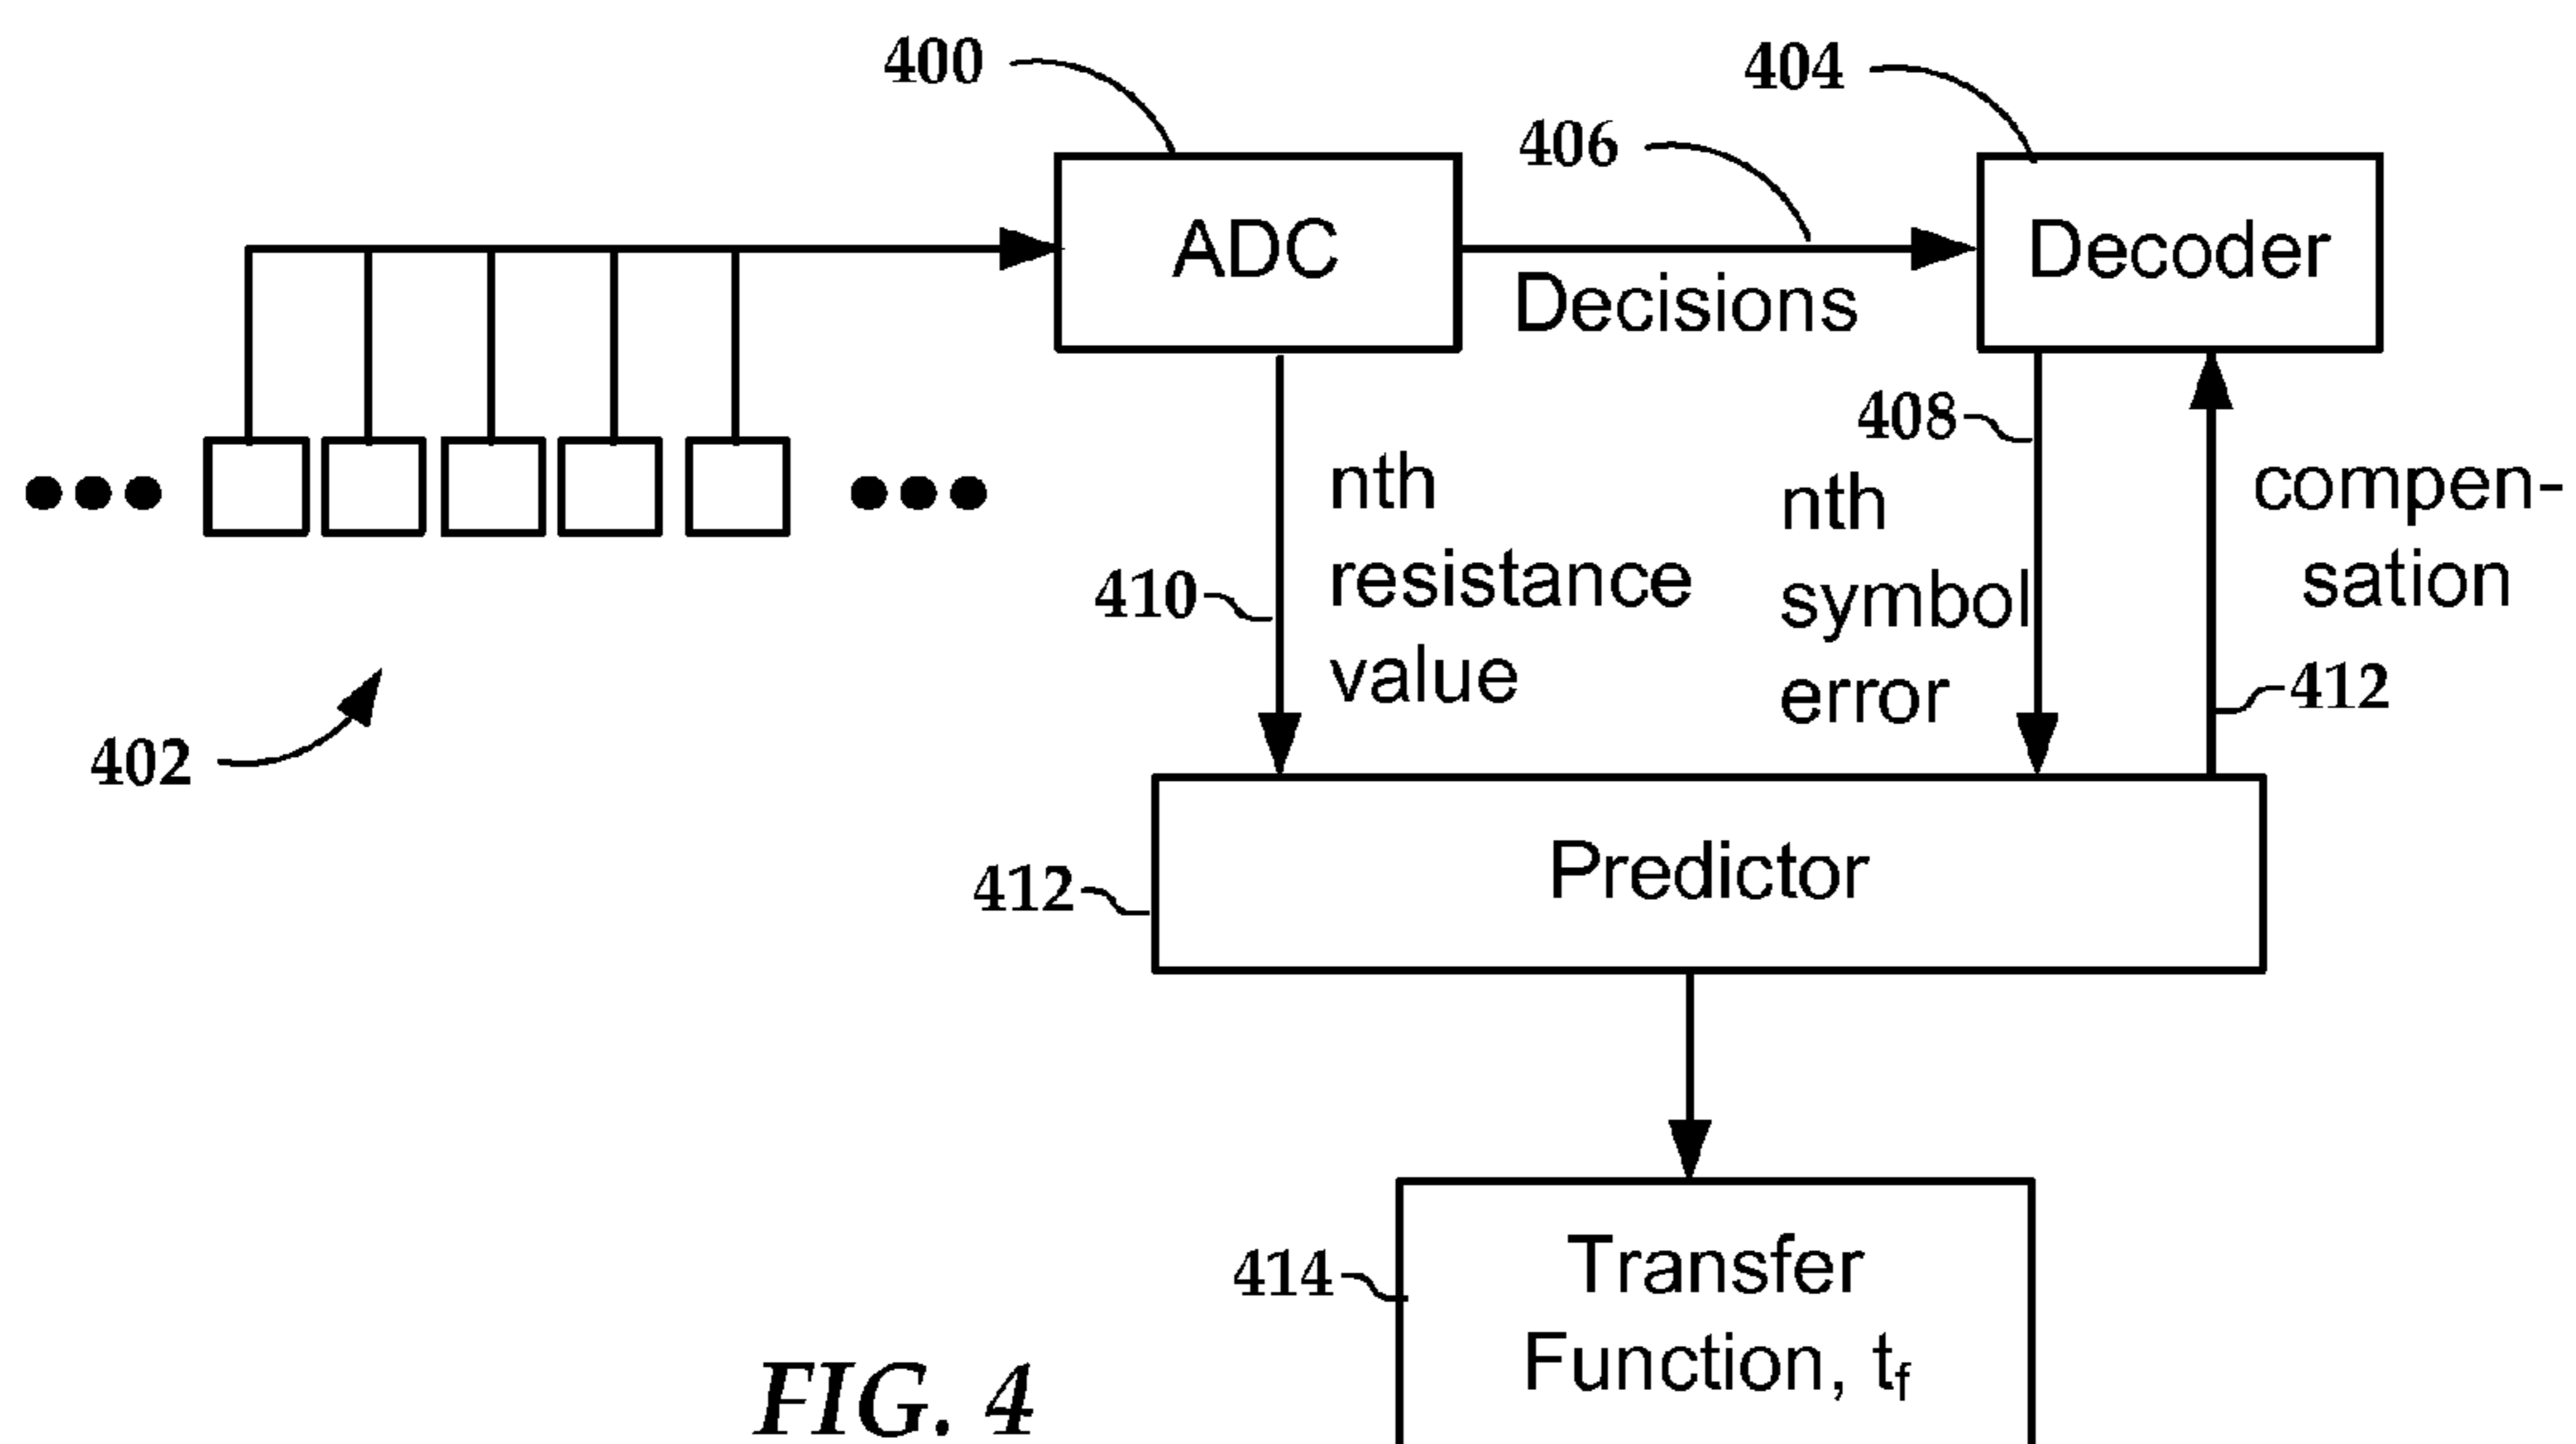 400
404
406
ADC
Decoder
Decisions
408
nth
resistance
value
nth
symbol
error
compen-
sation
410
412
402
Predictor
412
414
Transfer
Function, tf
FIG. 4